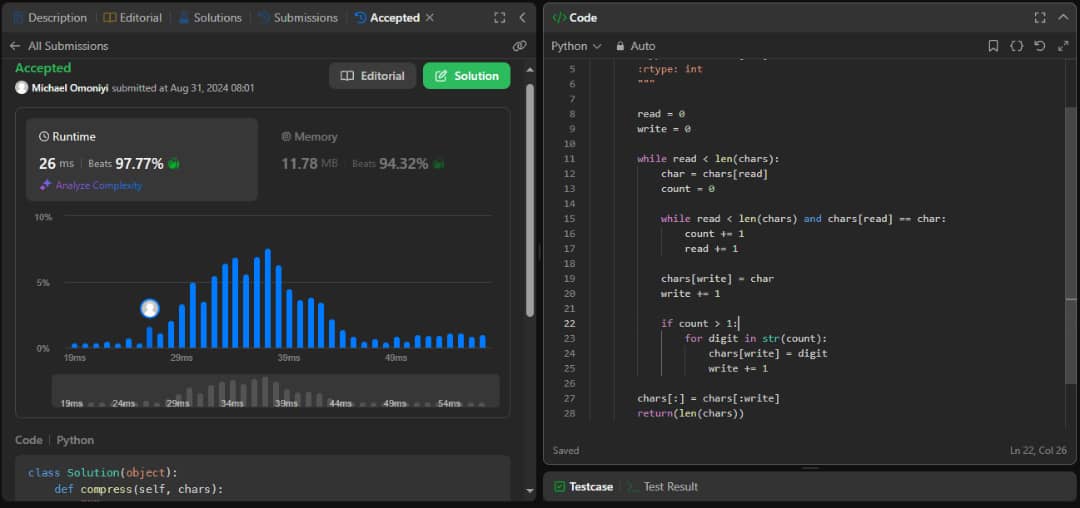 Description | Editorial | Solutions | Submissions | Accepted
All Submissions
Accepted
Michael Omoniyi submitted at Aug 31, 2024 08:01
Editorial
Solution
Runtime
26 ms | Beats 97.77%
Analyze Complexity
Memory
11.78 MB | Beats 94.32%
10%
5%
0%
19ms 29ms 39ms 49ms
19ms 24ms 29ms 34ms 39ms 44ms 49ms 54ms
Code | Python
class Solution(object):
    def compress(self, chars):
    """
</> Code
Python Auto
5 :rtype: int
6 """
7
8 read = 0
9 write = 0
10
11 while read < len(chars):
12     char = chars[read]
13     count = 0
14
15     while read < len(chars) and chars[read] == char:
16         count += 1
17         read += 1
18
19     chars[write] = char
20     write += 1
21
22     if count > 1:
23         for digit in str(count):
24             chars[write] = digit
25             write += 1
26
27 chars[:] = chars[:write]
28 return(len(chars))
Saved
Ln 22, Col 26
Testcase | >_ Test Result